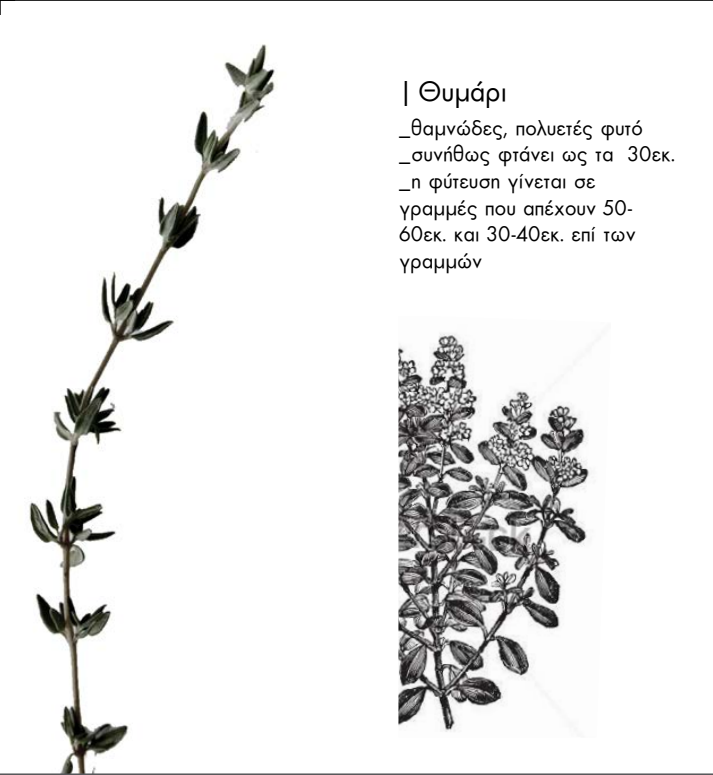 | Θυμάρι
_θαμνώδες, πολυετές φυτό
_συνήθως φτάνει ως τα 30εκ.
_η φύτευση γίνεται σε
γραμμές που απέχουν 50-
60εκ. και 30-40εκ. επί των
γραμμών